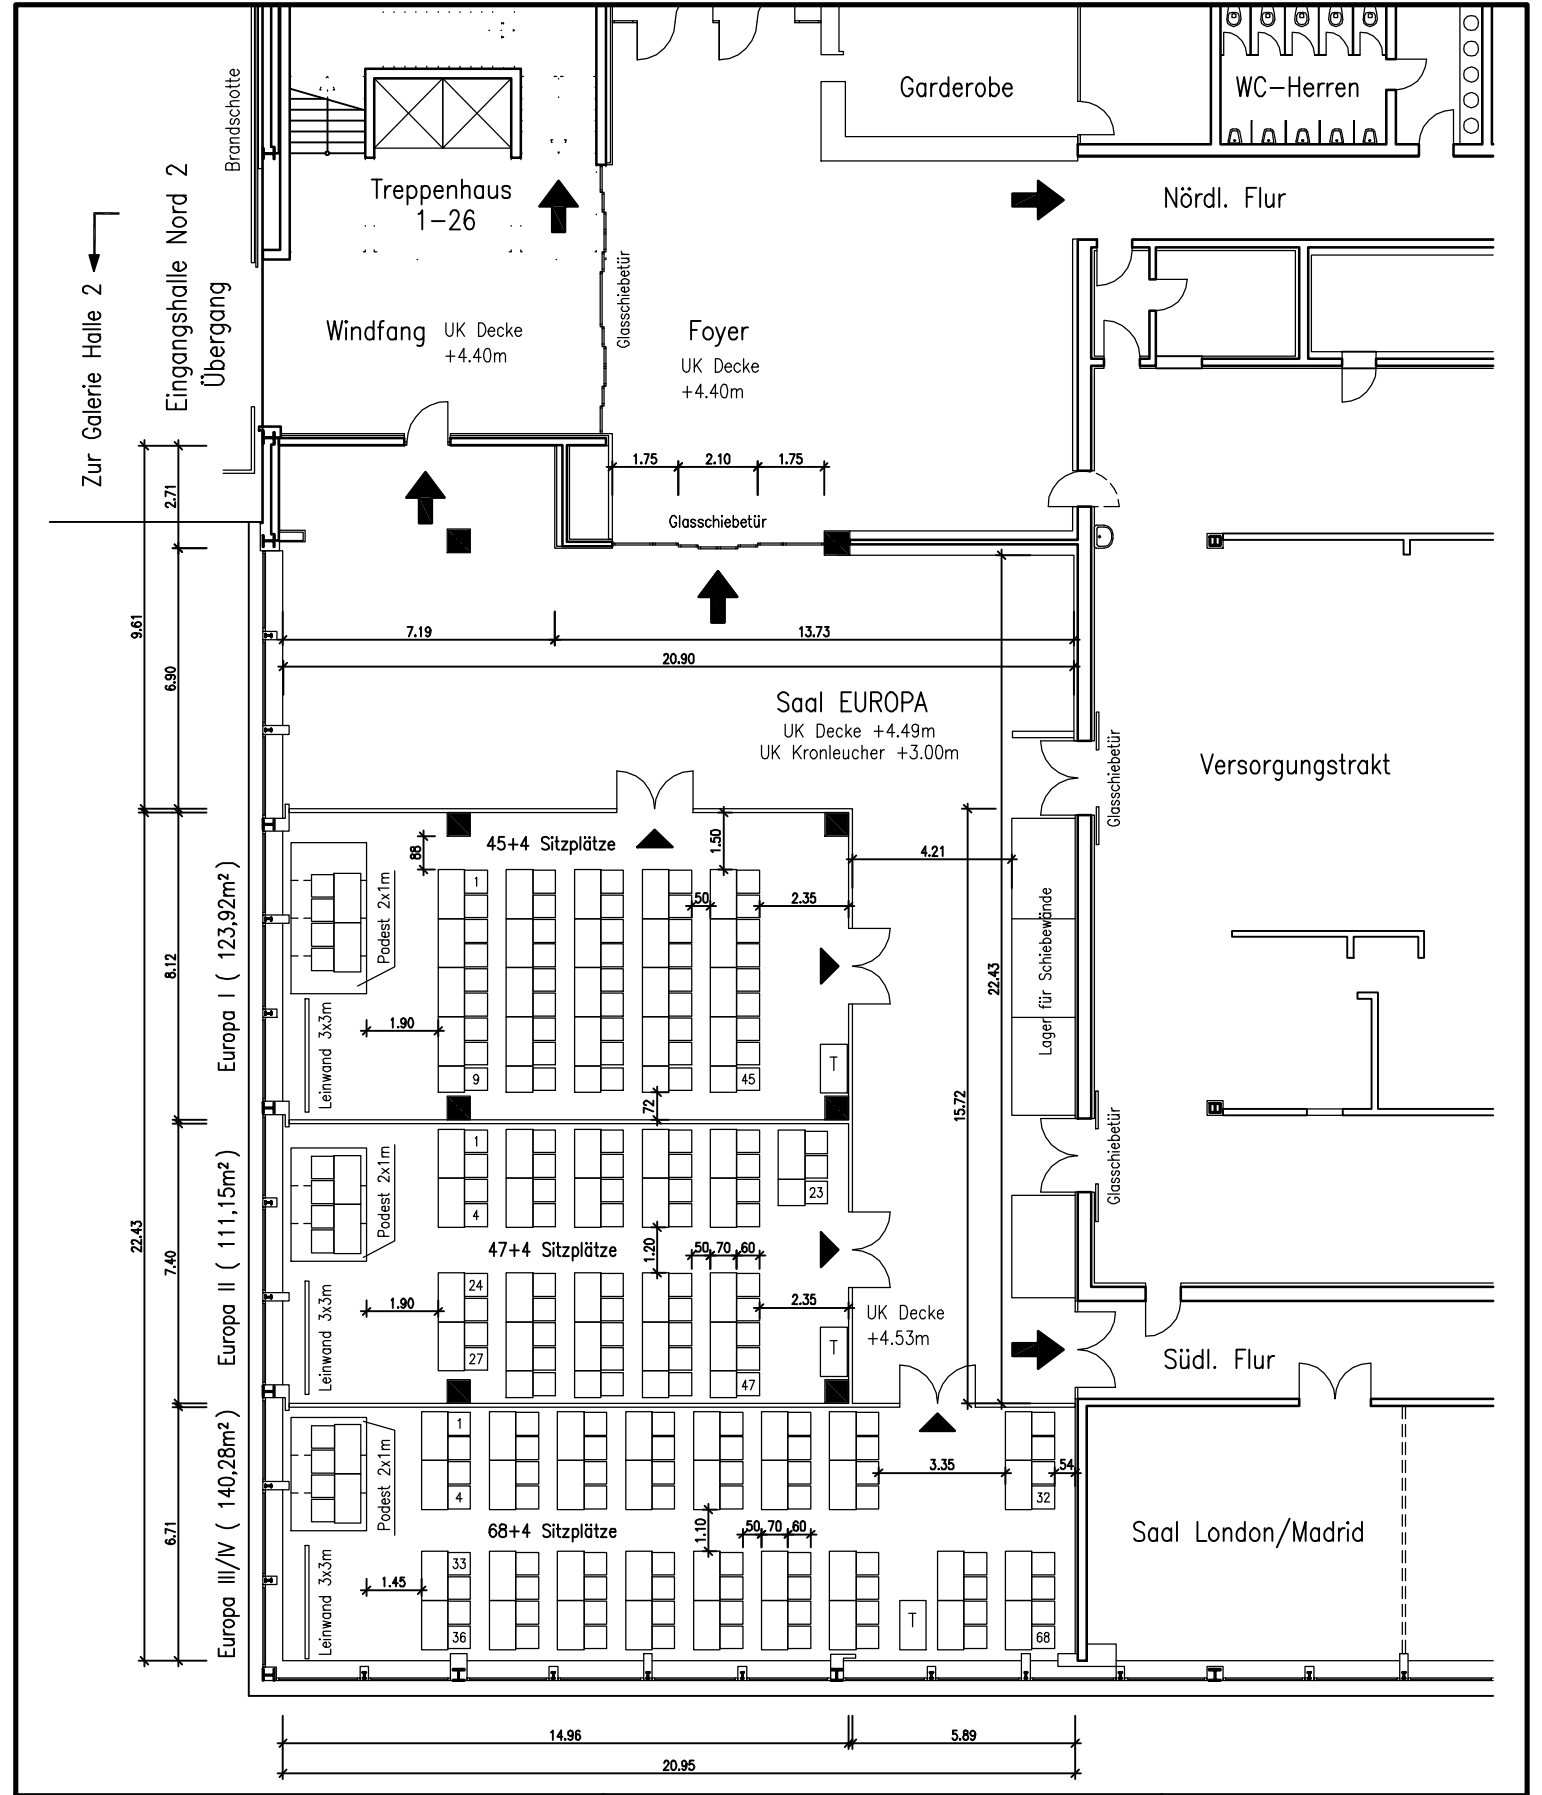 Garderobe
WC-Herren
Brandschotte
Treppenhaus
1-26
Nördl. Flur
Zur Galerie Halle 2
Eingangshalle Nord 2
Übergang
Windfang
UK Decke
+4.40m
Glasschiebetür
Foyer
UK Decke
+4.40m
1.75
2.10
1.75
2.71
Glasschiebetür
9.61
6.90
7.19
13.73
20.90
Saal EUROPA
UK Decke +4.49m
UK Kronleucher +3.00m
Glasschiebetür
Versorgungstrakt
45+4 Sitzplätze
88
1.50
4.21
Europa I ( 123,92m²)
8.12
Podest 2x1m
Leinwand 3x3m
1.90
1
9
45
50
2.35
T
72
22.43
15.72
Lager für Schiebewände
Glasschiebetür
22.43
Europa II ( 111,15m²)
7.40
Podest 2x1m
Leinwand 3x3m
1.90
1
4
23
47+4 Sitzplätze
1.20
50
70
60
24
27
47
2.35
T
UK Decke
+4.53m
Südl. Flur
Europa III/IV ( 140,28m²)
6.71
Podest 2x1m
Leinwand 3x3m
1.45
1
4
32
3.35
54
68+4 Sitzplätze
1.10
50
70
60
33
36
68
T
Saal London/Madrid
14.96
5.89
20.95